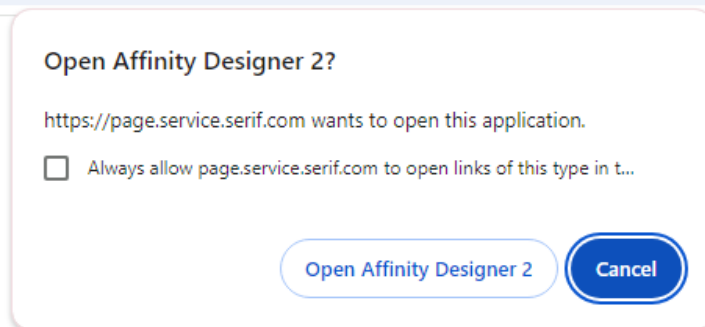 Open Affinity Designer 2?
https://page.service.serif.com wants to open this application.
Always allow page.service.serif.com to open links of this type in t...
Open Affinity Designer 2
Cancel